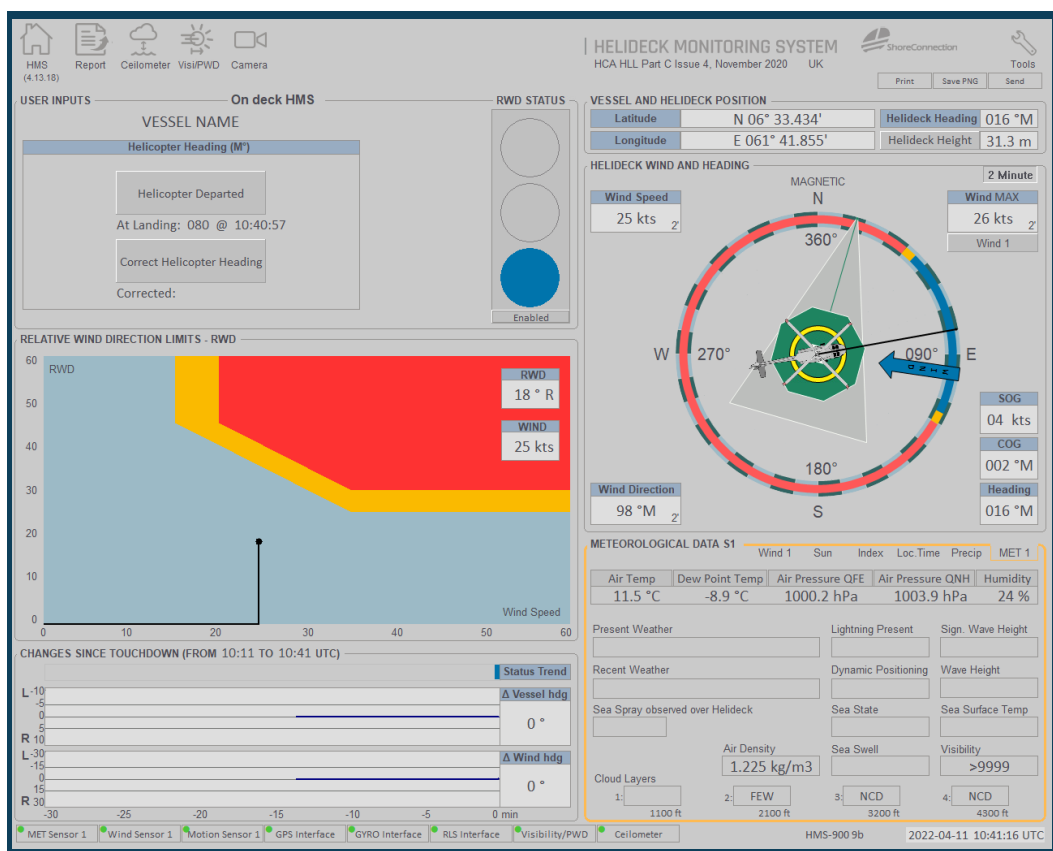 HMS
(4.13.18)
Report
Ceilometer
Visi/PWD
Camera
HELIDECK MONITORING SYSTEM
HCA HLL Part C Issue 4, November 2020 UK
ShoreConnection
Tools
Print Save PNG Send
USER INPUTS
On deck HMS
VESSEL NAME
Helicopter Heading (M°)
Helicopter Departed
At Landing: 080 @ 10:40:57
Correct Helicopter Heading
Corrected:
RWD STATUS
Enabled
VESSEL AND HELIDECK POSITION
Latitude N 06° 33.434' Helideck Heading 016 °M
Longitude E 061° 41.855' Helideck Height 31.3 m
HELIDECK WIND AND HEADING
2 Minute
MAGNETIC
Wind Speed
25 kts 2'
Wind MAX
26 kts 2'
Wind 1
N
360°
W 270°
090° E
WIND
180°
S
SOG
04 kts
COG
002 °M
Heading
016 °M
Wind Direction
98 °M 2'
RELATIVE WIND DIRECTION LIMITS - RWD
60
50
40
30
20
10
0
RWD
RWD
18 ° R
WIND
25 kts
Wind Speed
0 10 20 30 40 50 60
CHANGES SINCE TOUCHDOWN (FROM 10:11 TO 10:41 UTC)
Status Trend
L -10
-5
0
5
R 10
Δ Vessel hdg
0 °
L -30
-15
0
15
R 30
Δ Wind hdg
0 °
-30 -25 -20 -15 -10 -5 0 min
METEOROLOGICAL DATA S1
Wind 1 Sun Index Loc.Time Precip MET 1
Air Temp Dew Point Temp Air Pressure QFE Air Pressure QNH Humidity
11.5 °C -8.9 °C 1000.2 hPa 1003.9 hPa 24 %
Present Weather Lightning Present Sign. Wave Height
Recent Weather Dynamic Positioning Wave Height
Sea Spray observed over Helideck Sea State Sea Surface Temp
Air Density Sea Swell Visibility
1.225 kg/m3 >9999
Cloud Layers
1: 2: FEW 3: NCD 4: NCD
1100 ft 2100 ft 3200 ft 4300 ft
MET Sensor 1 Wind Sensor 1 Motion Sensor 1 GPS Interface GYRO Interface RLS Interface Visibility/PWD Ceilometer
HMS-900 9b 2022-04-11 10:41:16 UTC